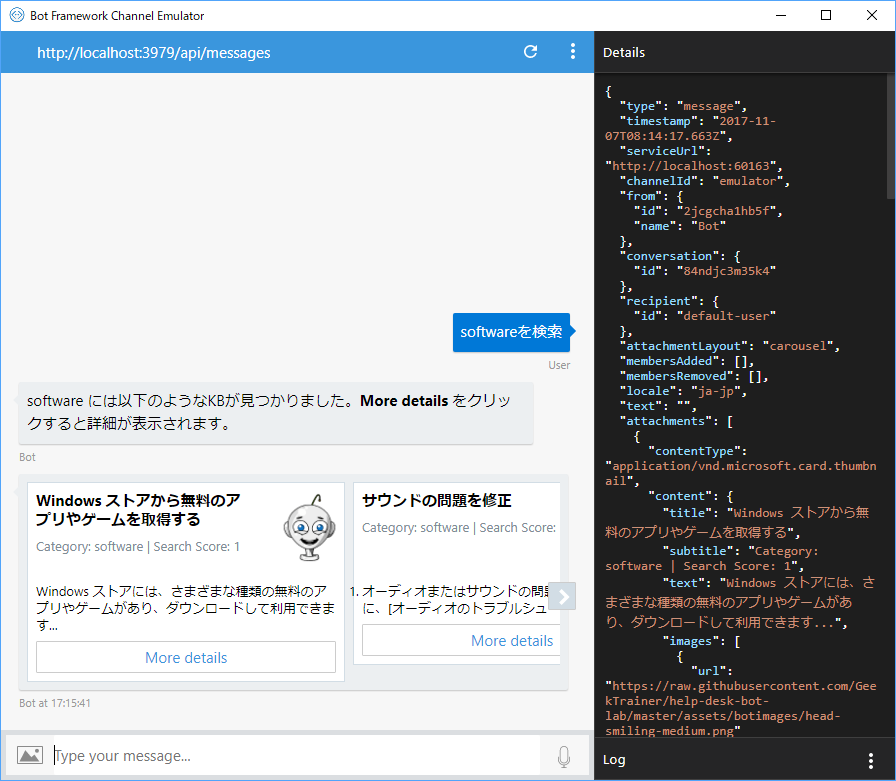 Bot Framework Channel Emulator
http://localhost:3979/api/messages
softwareを検索
User
software には以下のようなKBが見つかりました。More details をクリッ
クすると詳細が表示されます。
Bot
Windows ストアから無料のア
プリやゲームを取得する
Category: software | Search Score: 1
Windows ストアには、さまざまな種類の無料のア
プリやゲームがあり、ダウンロードして利用できま
す...
More details
サウンドの問題を修正
Category: software | Search Score:
1. オーディオまたはサウンドの問題
に、[オーディオのトラブルシュ
More details
Bot at 17:15:41
Type your message...
Details
{
"type": "message",
"timestamp": "2017-11-
07T08:14:17.663Z",
"serviceUrl":
"http://localhost:60163",
"channelId": "emulator",
"from": {
"id": "2jcgcha1hb5f",
"name": "Bot"
},
"conversation": {
"id": "84ndjc3m35k4"
},
"recipient": {
"id": "default-user"
},
"attachmentLayout": "carousel",
"membersAdded": [],
"membersRemoved": [],
"locale": "ja-jp",
"text": "",
"attachments": [
{
"contentType":
"application/vnd.microsoft.card.thumbn
ail",
"content": {
"title": "Windows ストアから無
料のアプリやゲームを取得する",
"subtitle": "Category:
software | Search Score: 1",
"text": "Windows ストアには、さ
まざまな種類の無料のアプリやゲームがあ
り、ダウンロードして利用できます...",
"images": [
{
"url":
"https://raw.githubusercontent.com/Gee
kTrainer/help-desk-bot-
lab/master/assets/botimages/head-
smiling-medium.png"
Log